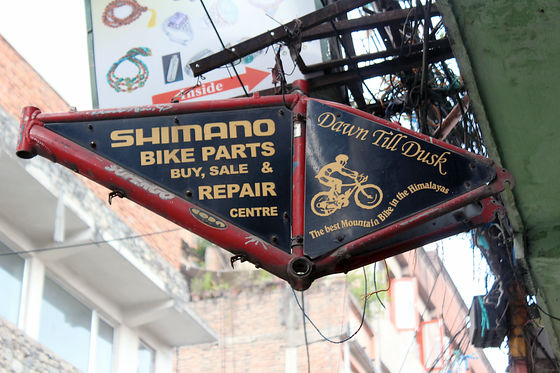 Inside
SHIMANO
BIKE PARTS
BUY, SALE &
REPAIR
CENTRE
Dawn Till Dusk
The best Mountain Bike in the Himalayas